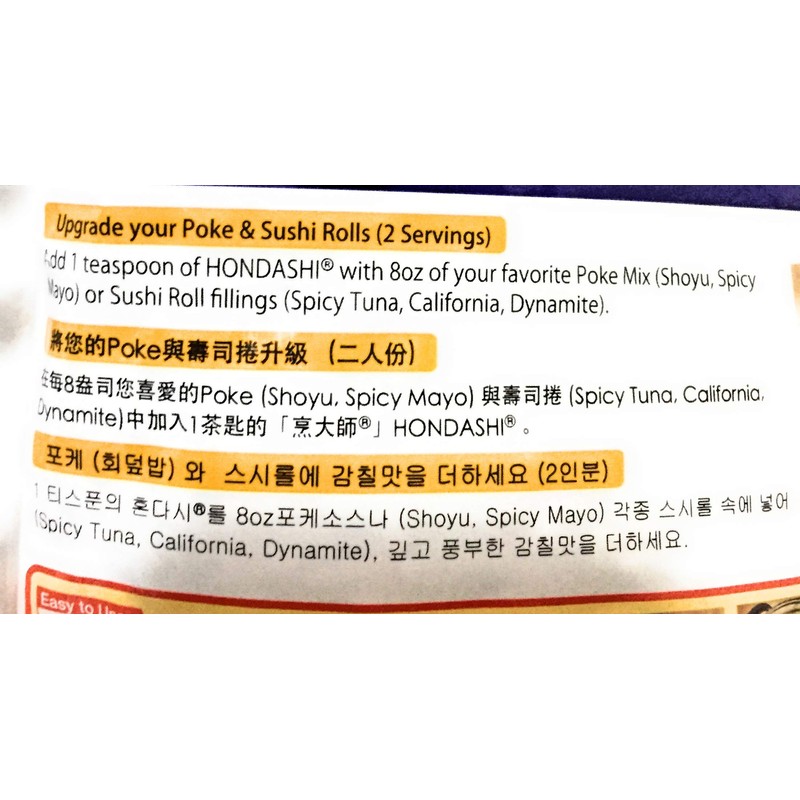 Upgrade your Poke & Sushi Rolls (2 Servings)
Add 1 teaspoon of HONDASHI® with 8oz of your favorite Poke Mix (Shoyu, Spicy
Mayo) or Sushi Roll fillings (Spicy Tuna, California, Dynamite).
將您的Poke與壽司捲升級 (二人份)
在每8盎司您喜愛的Poke (Shoyu, Spicy Mayo) 與壽司捲 (Spicy Tuna, California,
Dynamite)中加入1茶匙的「烹大師®」HONDASHI®。
포케 (회덮밥) 와 스시롤에 감칠맛을 더하세요 (2인분)
1 티스푼의 혼다시®를 8oz포케소스나 (Shoyu, Spicy Mayo) 각종 스시롤 속에 넣어
(Spicy Tuna, California, Dynamite), 깊고 풍부한 감칠맛을 더하세요.
Easy to